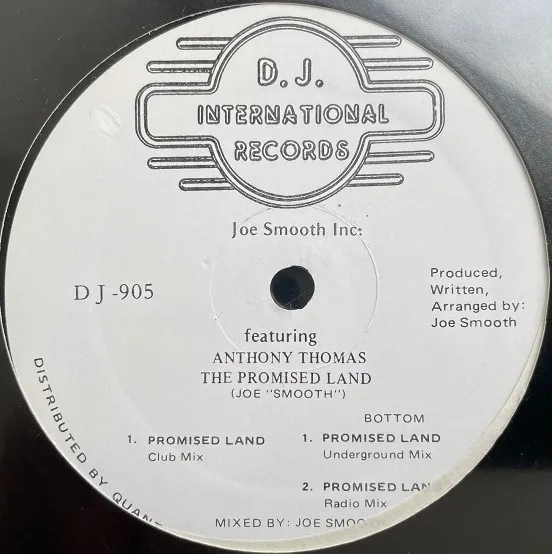 D.J.
INTERNATIONAL
RECORDS
Joe Smooth Inc:
DJ-905
Produced,
Written,
Arranged by:
Joe Smooth
featuring
ANTHONY THOMAS
THE PROMISED LAND
(JOE "SMOOTH")
BOTTOM
1. PROMISED LAND
Club Mix
1. PROMISED LAND
Underground Mix
2. PROMISED LAN
Radio Mix
MIXED BY: JOE SMOO
DISTRIBUTED BY QUAN